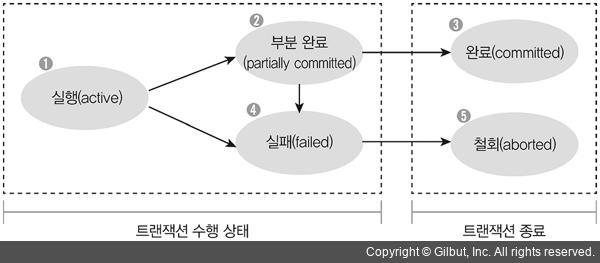 ❶
실행(active)
❷
부분 완료
(partially committed)
❸
완료(committed)
❹
실패(failed)
❺
철회(aborted)
트랜잭션 수행 상태
트랜잭션 종료
Copyright © Gilbut, Inc. All rights reserved.